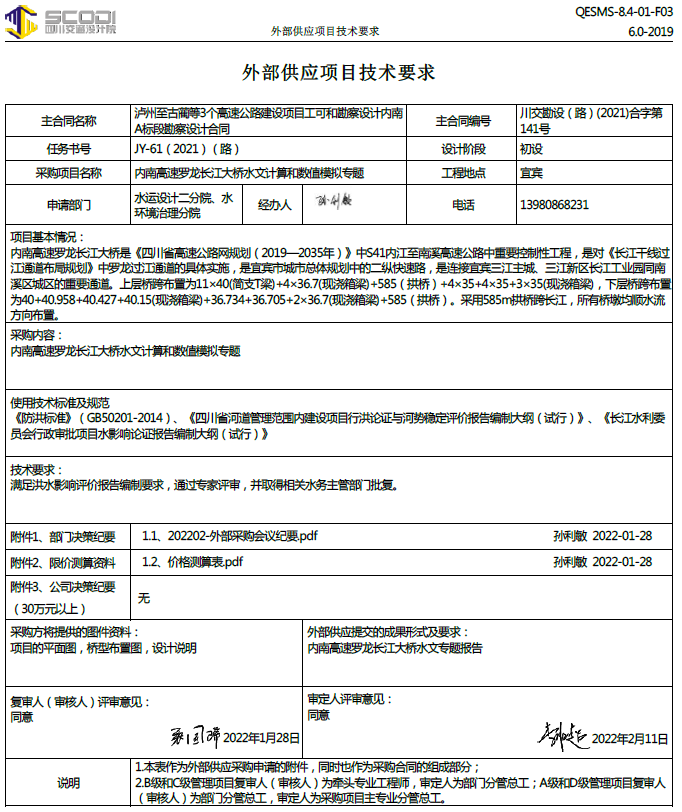 SCODI
四川交通设计院
外部供应项目技术要求
QESMS-8.4-01-F03
6.0-2019
外部供应项目技术要求
主合同名称
泸州至古蔺等3个高速公路建设项目工可和勘察设计内南
A标段勘察设计合同
主合同编号
川交勘设（路）(2021)合字第
141号
任务书号
JY-61（2021）（路）
设计阶段
初设
采购项目名称
内南高速罗龙长江大桥水文计算和数值模拟专题
工程地点
宜宾
申请部门
水运设计二分院、水
环境治理分院
经办人
孙利敏
电话
13980868231
项目基本情况：
内南高速罗龙长江大桥是《四川省高速公路网规划（2019—2035年）》中S41内江至南溪高速公路中重要控制性工程，是对《长江干线过
江通道布局规划》中罗龙过江通道的具体实施，是宜宾市城市总体规划中的二纵快速路，是连接宜宾三江主城、三江新区长江工业园同南
溪区城区的重要通道。上层桥跨布置为11×40(简支T梁)+4×36.7(现浇箱梁)+585（拱桥）+4×35+4×35+3×35(现浇箱梁)，下层桥跨布置
为40+40.958+40.427+40.15(现浇箱梁)+36.734+36.705+2×36.7(现浇箱梁)+585（拱桥）。采用585m拱桥跨长江，所有桥墩均顺水流
方向布置。
采购内容：
内南高速罗龙长江大桥水文计算和数值模拟专题
使用技术标准及规范
《防洪标准》（GB50201-2014）、《四川省河道管理范围内建设项目行洪论证与河势稳定评价报告编制大纲（试行）》、《长江水利委
员会行政审批项目水影响论证报告编制大纲（试行）》
技术要求：
满足洪水影响评价报告编制要求，通过专家评审，并取得相关水务主管部门批复。
附件1、部门决策纪要
1.1、202202-外部采购会议纪要.pdf
孙利敏 2022-01-28
附件2、限价测算资料
1.2、价格测算表.pdf
孙利敏 2022-01-28
附件3、公司决策纪要
（30万元以上）
无
采购方将提供的图件资料：
项目的平面图，桥型布置图，设计说明
外部供应提交的成果形式及要求：
内南高速罗龙长江大桥水文专题报告
复审人（审核人）评审意见：
同意
2022年1月28日
审定人评审意见：
同意
2022年2月11日
说明
1.本表作为外部供应采购申请的附件，同时也作为采购合同的组成部分；
2.B级和C级管理项目复审人（审核人）为牵头专业工程师，审定人为部门分管总工；A级和D级管理项目复审人
（审核人）为部门分管总工，审定人为采购项目主专业分管总工。